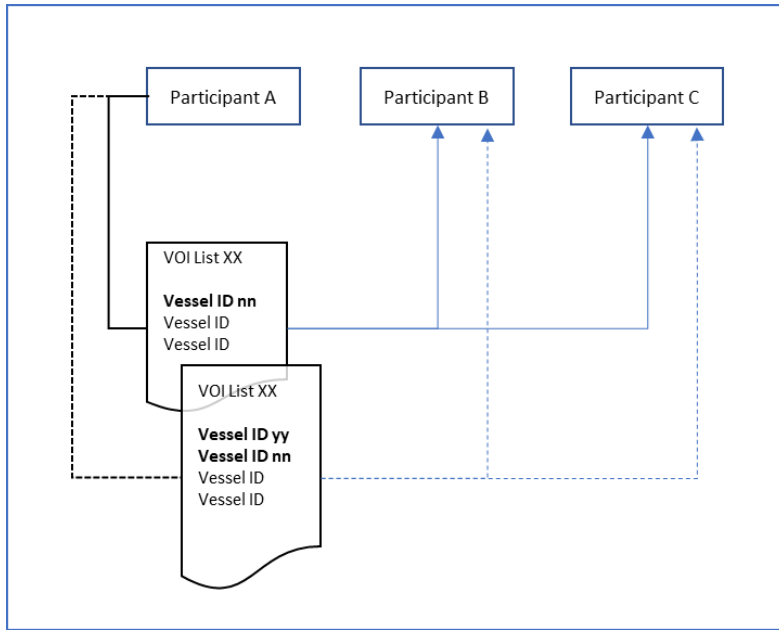 Participant A
Participant B
Participant C
VOI List XX
Vessel ID nn
Vessel ID
Vessel ID
VOI List XX
Vessel ID yy
Vessel ID nn
Vessel ID
Vessel ID